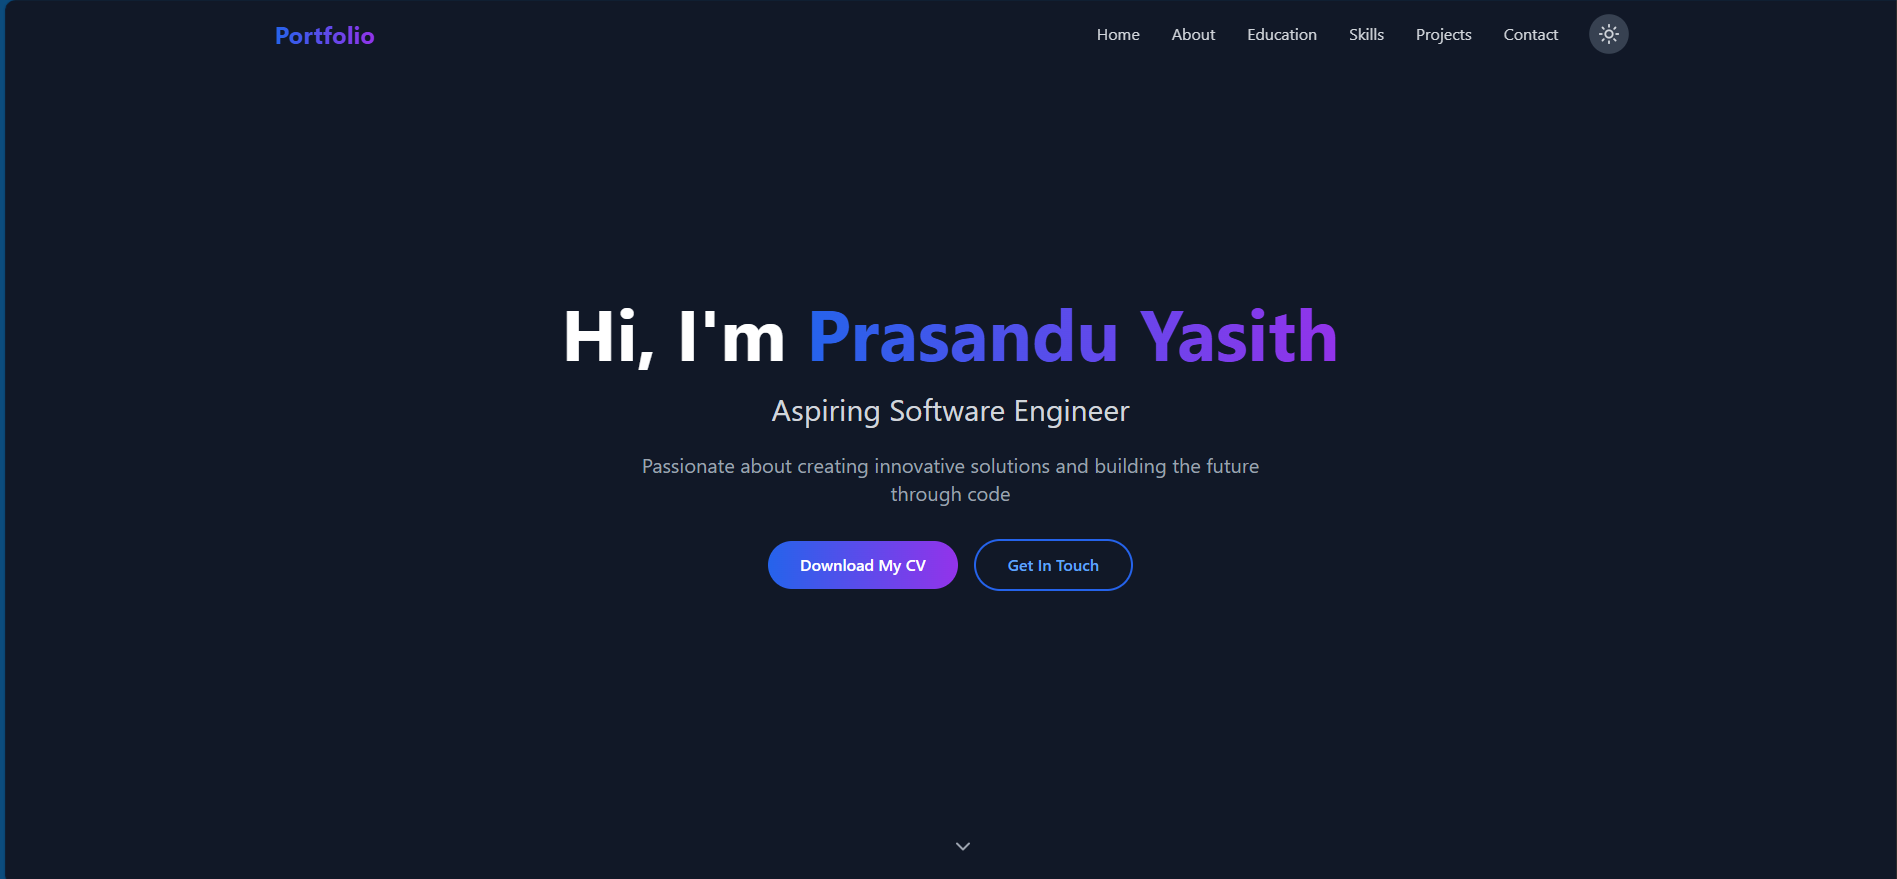 Portfolio
Home
About
Education
Skills
Projects
Contact
Hi, I'm Prasandu Yasith
Aspiring Software Engineer
Passionate about creating innovative solutions and building the future
through code
Download My CV
Get In Touch